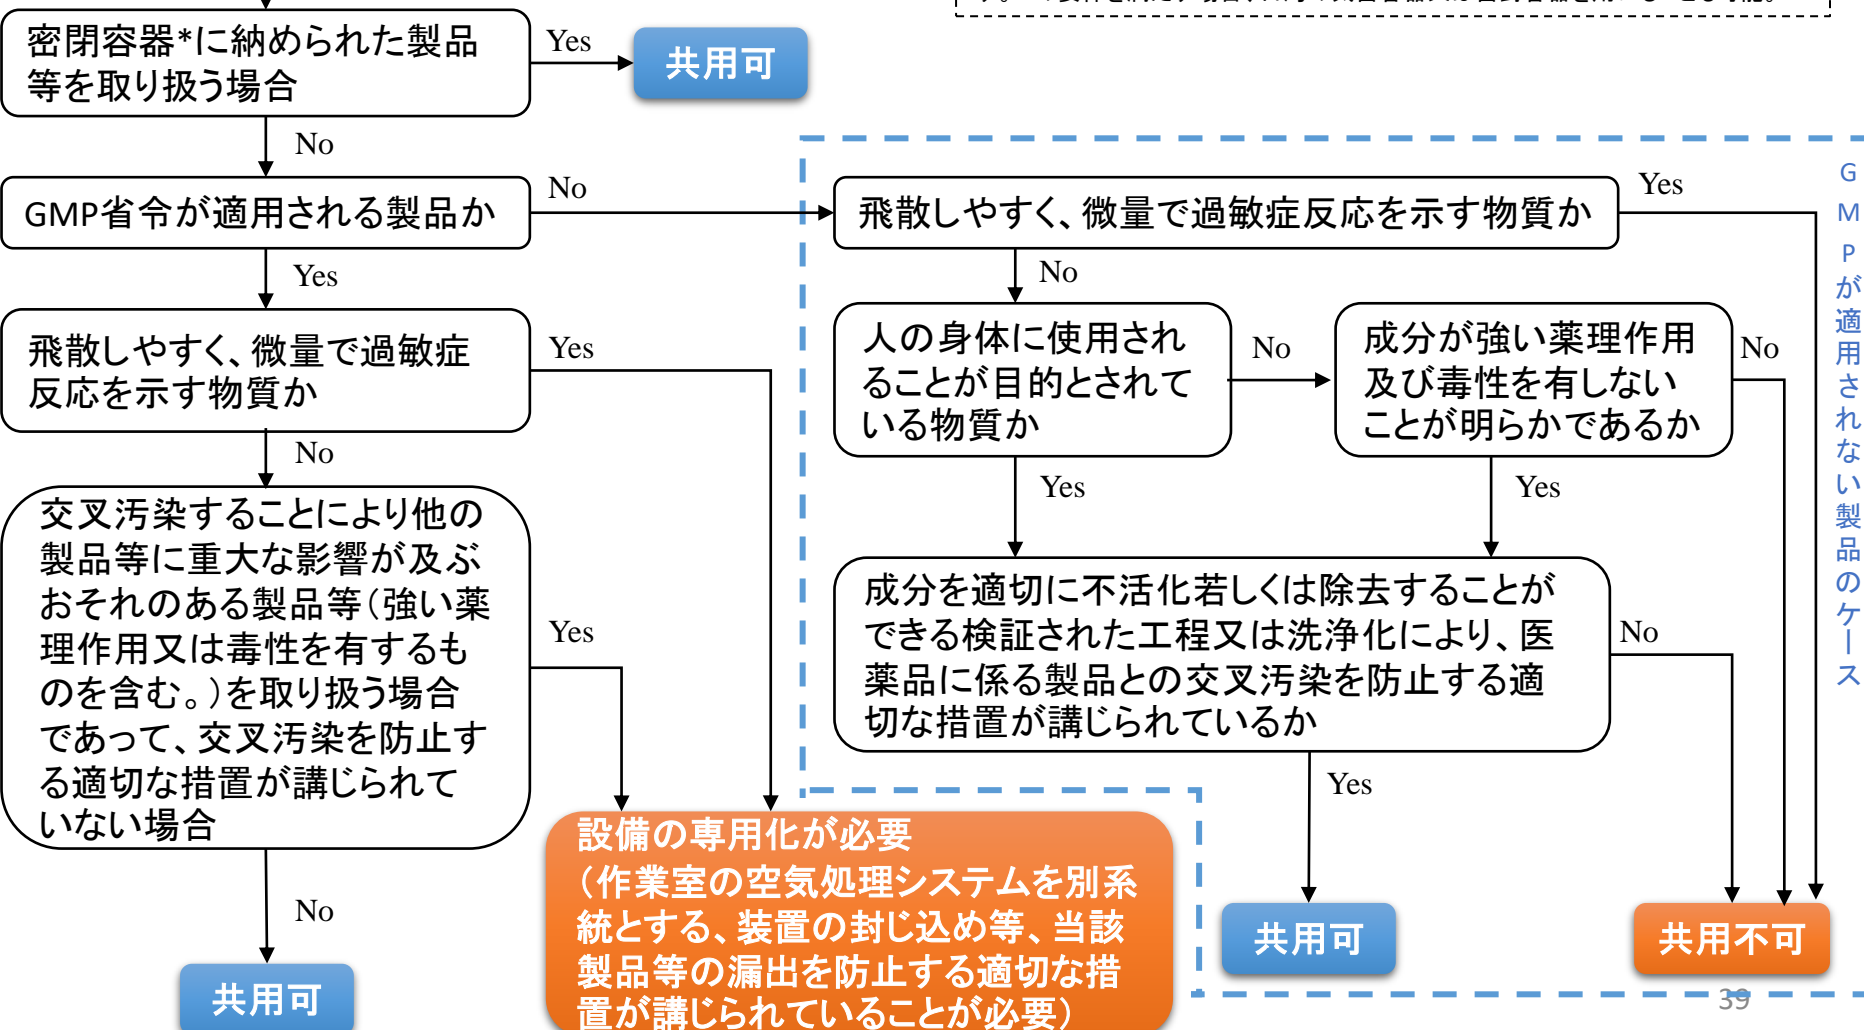 密閉容器*に納められた製品
等を取り扱う場合
Yes
共用可
No
GMP省令が適用される製品か
No
Yes
飛散しやすく、微量で過敏症
反応を示す物質か
Yes
No
交叉汚染することにより他の
製品等に重大な影響が及ぶ
おそれのある製品等(強い薬
理作用又は毒性を有するも
のを含む。)を取り扱う場合
であって、交叉汚染を防止す
る適切な措置が講じられて
いない場合
Yes
No
共用可
設備の専用化が必要
(作業室の空気処理システムを別系
統とする、装置の封じ込め等、当該
製品等の漏出を防止する適切な措
置が講じられていることが必要)
飛散しやすく、微量で過敏症反応を示す物質か
Yes
No
人の身体に使用され
ることが目的とされて
いる物質か
No
成分が強い薬理作用
及び毒性を有しない
ことが明らかであるか
No
Yes
Yes
成分を適切に不活化若しくは除去することが
できる検証された工程又は洗浄化により、医
薬品に係る製品との交叉汚染を防止する適
切な措置が講じられているか
No
Yes
共用可
共用不可
GMPが適用されない製品のケース
39